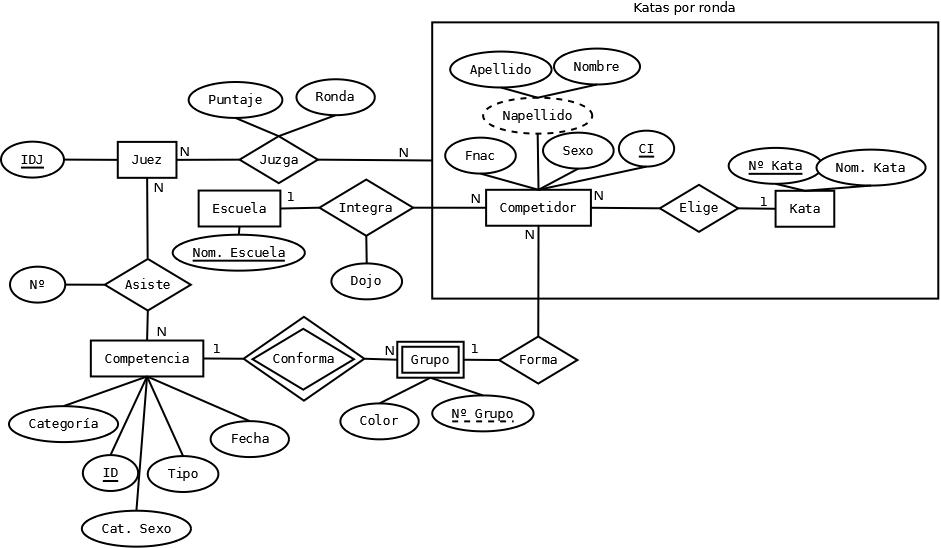 Katas por ronda
Apellido
Nombre
Puntaje
Ronda
Napellido
IDJ
Juez
N
Juzga
N
Fnac
Sexo
CI
Nº Kata
Nom. Kata
N
Escuela
1
Integra
N
Competidor
N
Elige
1
Kata
Nom. Escuela
N
Dojo
Nº
Asiste
N
Competencia
1
Conforma
N
Grupo
1
Forma
Categoría
Color
Nº Grupo
Fecha
ID
Tipo
Cat. Sexo